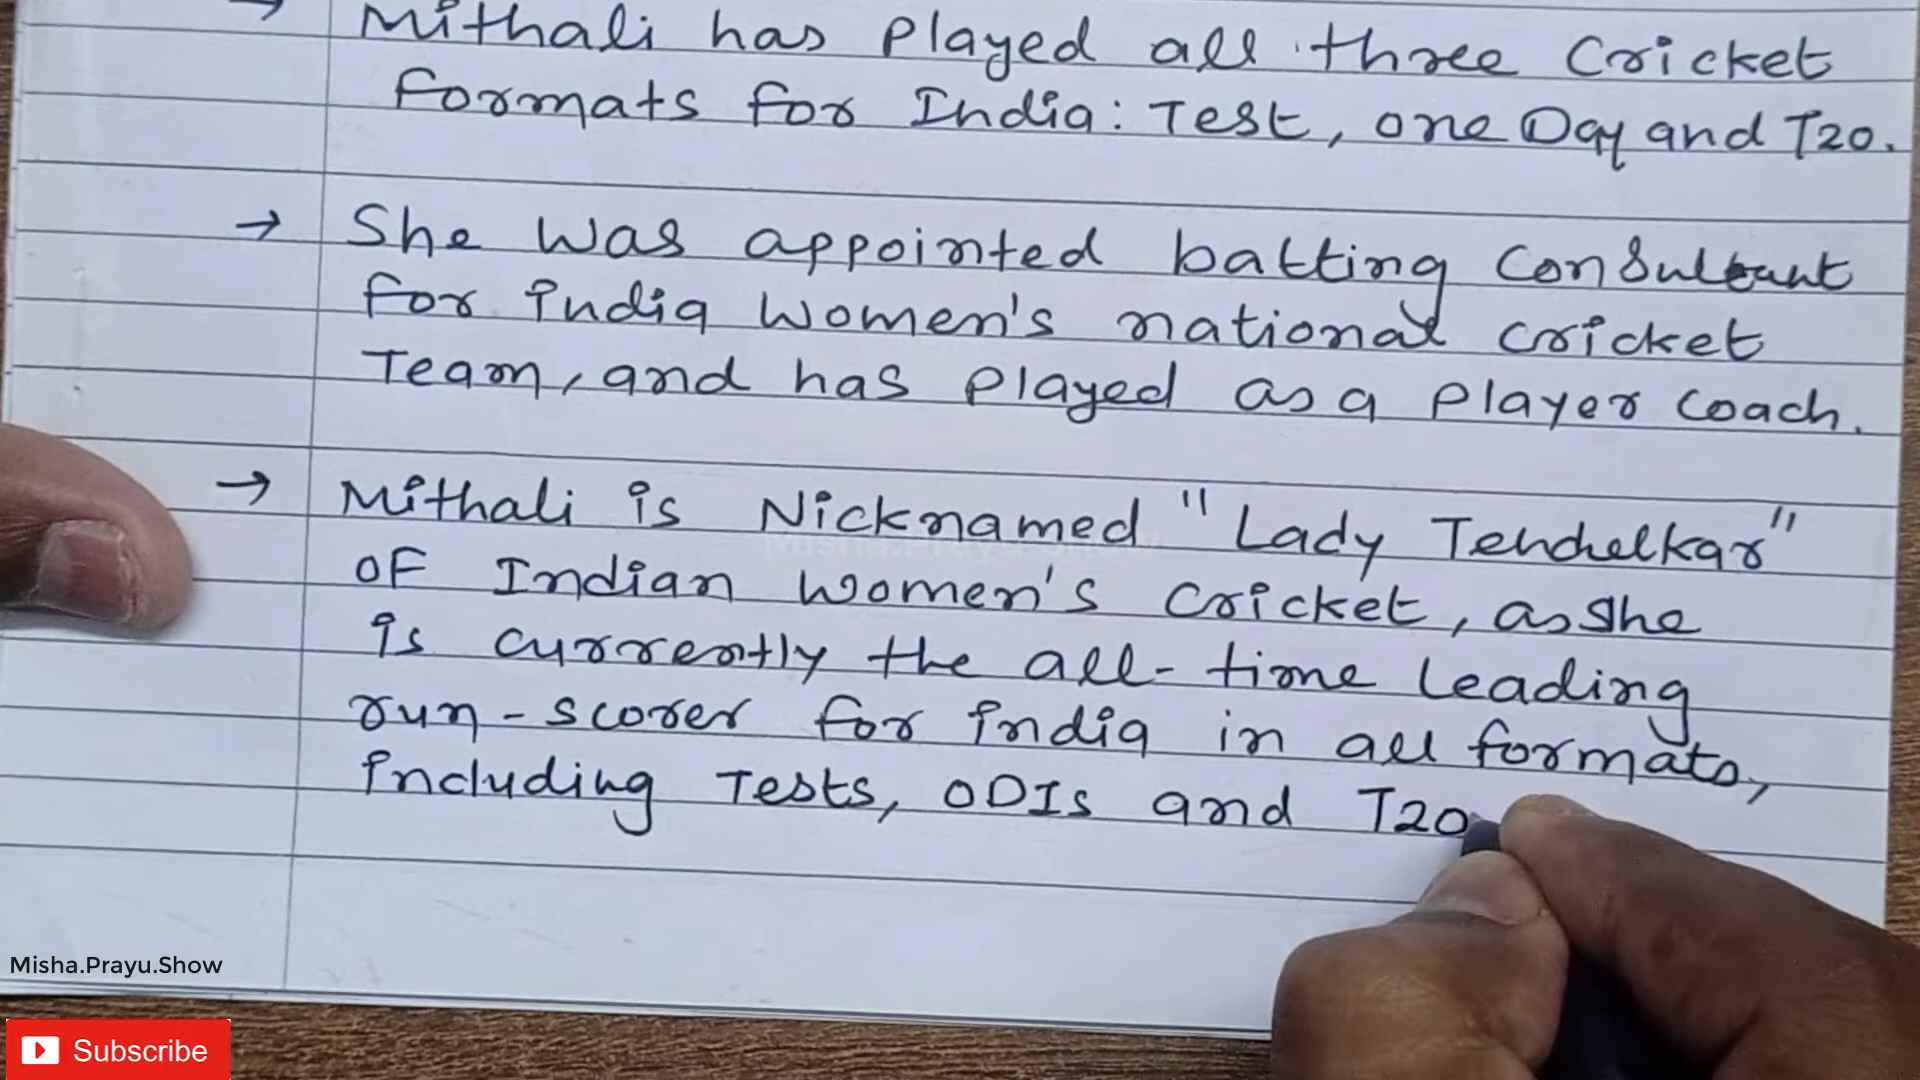 → Mithali has Played all three Cricket
formats for India: Test, one Day and T20.
→ She was appointed batting Consultant
for India Women's national cricket
Team, and has played as a player coach.
→ Mithali is Nicknamed "Lady Tendelkar"
of Indian women's Cricket, as she
is currently the all-time leading
run-scorer for india in all formats,
including Tests, ODIs and T20
Misha.Prayu.Show
Subscribe